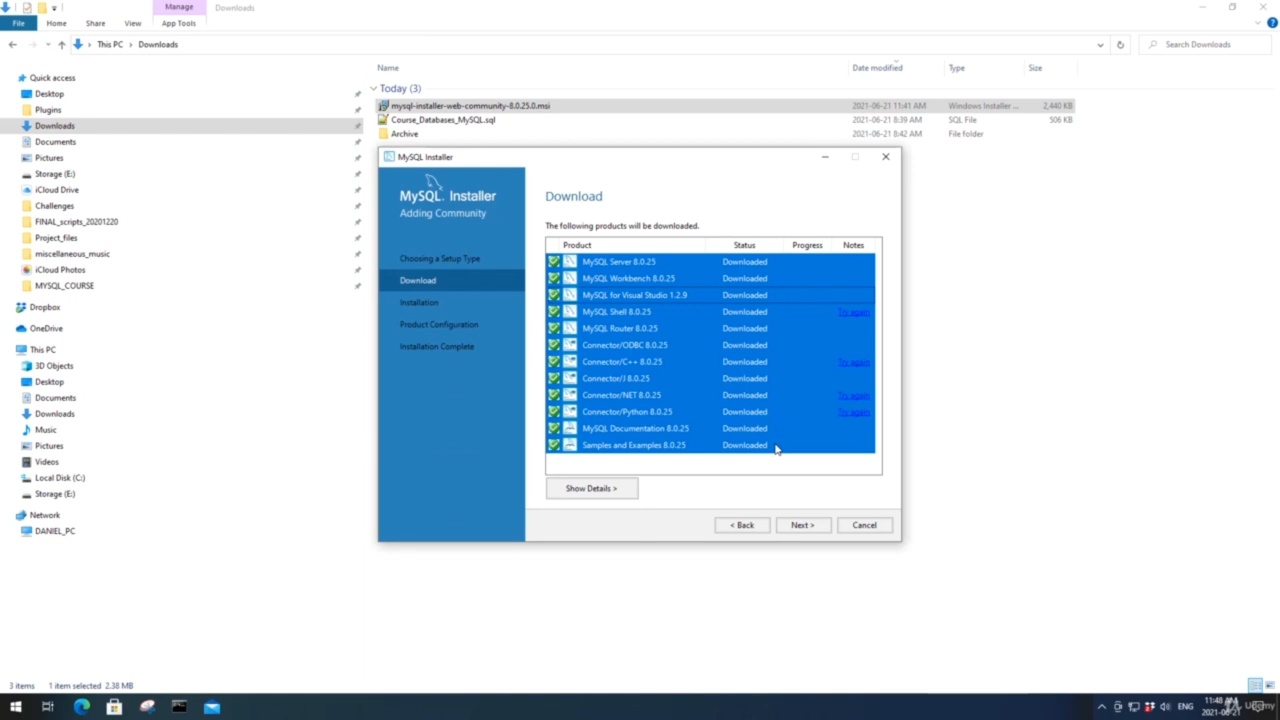 Manage
Downloads
File
Home
Share
View
App Tools
This PC
Downloads
Search Downloads
Name
Date modified
Type
Size
Quick access
Desktop
Plugins
Downloads
Documents
Pictures
Storage (E:)
iCloud Drive
Challenges
FINAL_scripts_20201220
Project_files
miscellaneous_music
iCloud Photos
MYSQL_COURSE
Dropbox
OneDrive
This PC
3D Objects
Desktop
Documents
Downloads
Music
Pictures
Videos
Local Disk (C:)
Storage (E:)
Network
DANIEL_PC
Today (3)
mysql-installer-web-community-8.0.25.0.msi 2021-06-21 11:41 AM Windows Installer ... 2,440 KB
Course_Databases_MySQL.sql 2021-06-21 8:39 AM SQL File 506 KB
Archive 2021-06-21 8:42 AM File folder
MySQL Installer
MySQL. Installer
Adding Community
Choosing a Setup Type
Download
Installation
Product Configuration
Installation Complete
Download
The following products will be downloaded.
Product Status Progress Notes
MySQL Server 8.0.25 Downloaded
MySQL Workbench 8.0.25 Downloaded
MySQL for Visual Studio 1.2.9 Downloaded
MySQL Shell 8.0.25 Downloaded Try again
MySQL Router 8.0.25 Downloaded
Connector/ODBC 8.0.25 Downloaded
Connector/C++ 8.0.25 Downloaded Try again
Connector/J 8.0.25 Downloaded
Connector/NET 8.0.25 Downloaded Try again
Connector/Python 8.0.25 Downloaded Try again
MySQL Documentation 8.0.25 Downloaded
Samples and Examples 8.0.25 Downloaded
Show Details >
< Back
Next >
Cancel
3 items
1 item selected 2.38 MB
ENG
11:48 AM
2021-06-21
Udemy